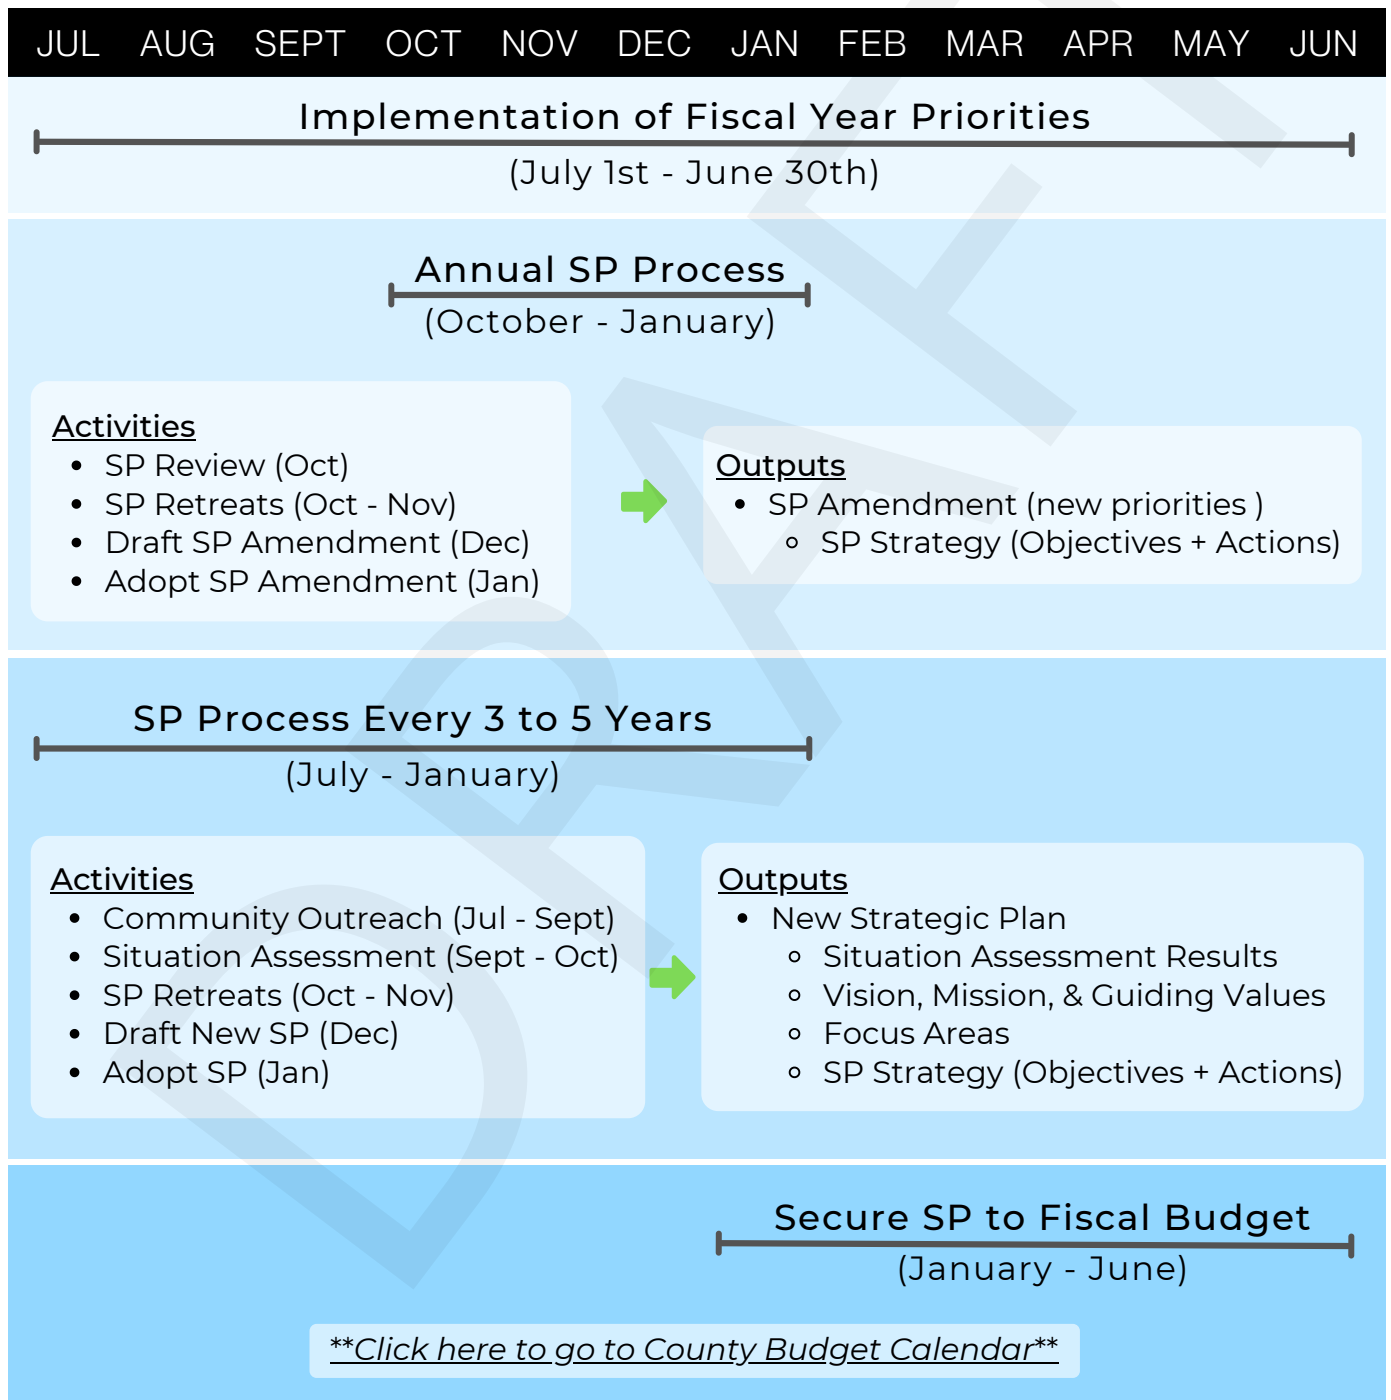 JUL AUG SEPT OCT NOV DEC JAN FEB MAR APR MAY JUN
Implementation of Fiscal Year Priorities
(July 1st - June 30th)
Annual SP Process
(October - January)
Activities
• SP Review (Oct)
• SP Retreats (Oct - Nov)
• Draft SP Amendment (Dec)
• Adopt SP Amendment (Jan)
Outputs
• SP Amendment (new priorities )
◦ SP Strategy (Objectives + Actions)
SP Process Every 3 to 5 Years
(July - January)
Activities
• Community Outreach (Jul - Sept)
• Situation Assessment (Sept - Oct)
• SP Retreats (Oct - Nov)
• Draft New SP (Dec)
• Adopt SP (Jan)
Outputs
• New Strategic Plan
◦ Situation Assessment Results
◦ Vision, Mission, & Guiding Values
◦ Focus Areas
◦ SP Strategy (Objectives + Actions)
Secure SP to Fiscal Budget
(January - June)
**Click here to go to County Budget Calendar**
DRAFT